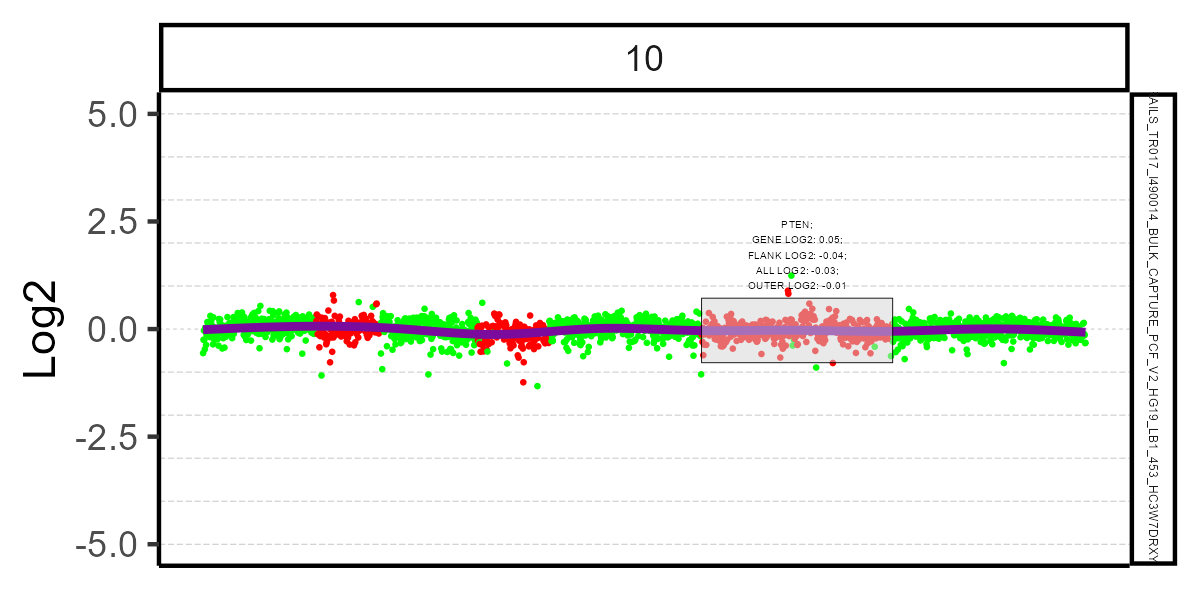 10
5.0
2.5
0.0
-2.5
-5.0
Log2
PTEN;
GENE LOG2: 0.05;
FLANK LOG2: -0.04;
ALL LOG2: -0.03;
OUTER LOG2: -0.01
AILS_TR017_I490014_BULK_CAPTURE_PCF_V2_HG19_LB1_453_HC3W7DRXY